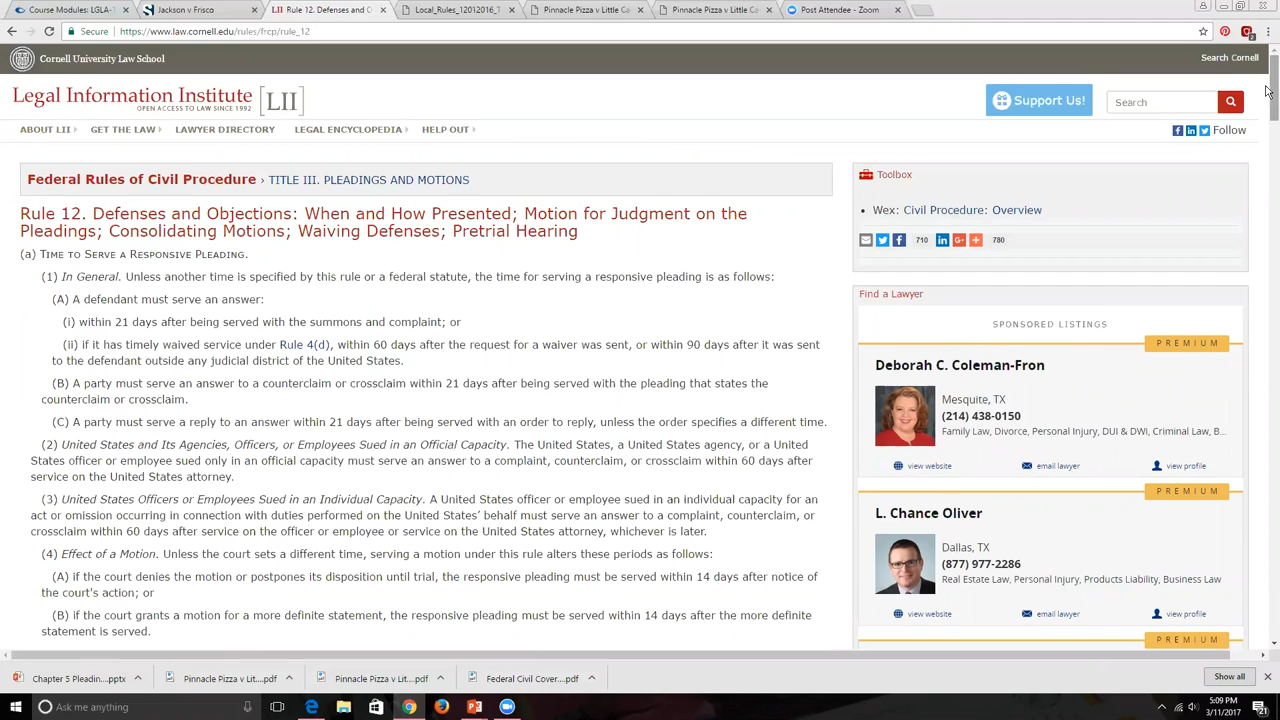 Course Modules: LGLA-1
Jackson v Frisco
Rule 12. Defenses and O
Local_Rules_12012016_1
Pinnacle Pizza v Little Ca
Pinnacle Pizza v Little Ca
Post Attendee - Zoom
Secure
https://www.law.cornell.edu/rules/frcp/rule_12
Cornell University Law School
Search Cornell
Legal Information Institute [LII]
OPEN ACCESS TO LAW SINCE 1992
Support Us!
Search
ABOUT LII
GET THE LAW
LAWYER DIRECTORY
LEGAL ENCYCLOPEDIA
HELP OUT
Follow
Federal Rules of Civil Procedure › TITLE III. PLEADINGS AND MOTIONS
Rule 12. Defenses and Objections: When and How Presented; Motion for Judgment on the
Pleadings; Consolidating Motions; Waiving Defenses; Pretrial Hearing
(a) TIME TO SERVE A RESPONSIVE PLEADING.
(1) In General. Unless another time is specified by this rule or a federal statute, the time for serving a responsive pleading is as follows:
(A) A defendant must serve an answer:
(i) within 21 days after being served with the summons and complaint; or
(ii) if it has timely waived service under Rule 4(d), within 60 days after the request for a waiver was sent, or within 90 days after it was sent
to the defendant outside any judicial district of the United States.
(B) A party must serve an answer to a counterclaim or crossclaim within 21 days after being served with the pleading that states the
counterclaim or crossclaim.
(C) A party must serve a reply to an answer within 21 days after being served with an order to reply, unless the order specifies a different time.
(2) United States and Its Agencies, Officers, or Employees Sued in an Official Capacity. The United States, a United States agency, or a United
States officer or employee sued only in an official capacity must serve an answer to a complaint, counterclaim, or crossclaim within 60 days after
service on the United States attorney.
(3) United States Officers or Employees Sued in an Individual Capacity. A United States officer or employee sued in an individual capacity for an
act or omission occurring in connection with duties performed on the United States' behalf must serve an answer to a complaint, counterclaim, or
crossclaim within 60 days after service on the officer or employee or service on the United States attorney, whichever is later.
(4) Effect of a Motion. Unless the court sets a different time, serving a motion under this rule alters these periods as follows:
(A) if the court denies the motion or postpones its disposition until trial, the responsive pleading must be served within 14 days after notice of
the court's action; or
(B) if the court grants a motion for a more definite statement, the responsive pleading must be served within 14 days after the more definite
statement is served.
Toolbox
Wex: Civil Procedure: Overview
710
780
Find a Lawyer
SPONSORED LISTINGS
PREMIUM
Deborah C. Coleman-Fron
Mesquite, TX
(214) 438-0150
Family Law, Divorce, Personal Injury, DUI & DWI, Criminal Law, B...
view website
email lawyer
view profile
PREMIUM
L. Chance Oliver
Dallas, TX
(877) 977-2286
Real Estate Law, Personal Injury, Products Liability, Business Law
view website
email lawyer
view profile
PREMIUM
Chapter 5 Pleadin....pptx
Pinnacle Pizza v Lit....pdf
Pinnacle Pizza v Lit....pdf
Federal Civil Cover....pdf
Show all
Ask me anything
5:09 PM
3/11/2017
21